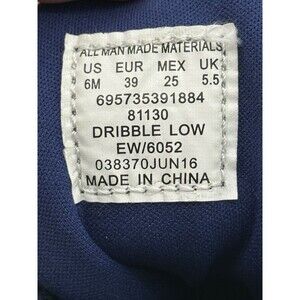 *ALL MAN MADE MATERIALS
US EUR MEX UK
6M 39 25 5.5
695735391884
81130
DRIBBLE LOW
EW/6052
038370JUN16
MADE IN CHINA